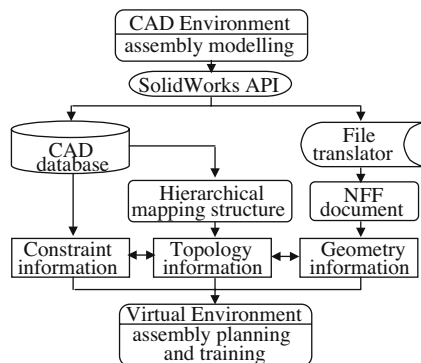 CAD Environment
assembly modelling
SolidWorks API
CAD
database
File
translator
Hierarchical
mapping structure
NFF
document
Constraint
information
Topology
information
Geometry
information
Virtual Environment
assembly planning
and training